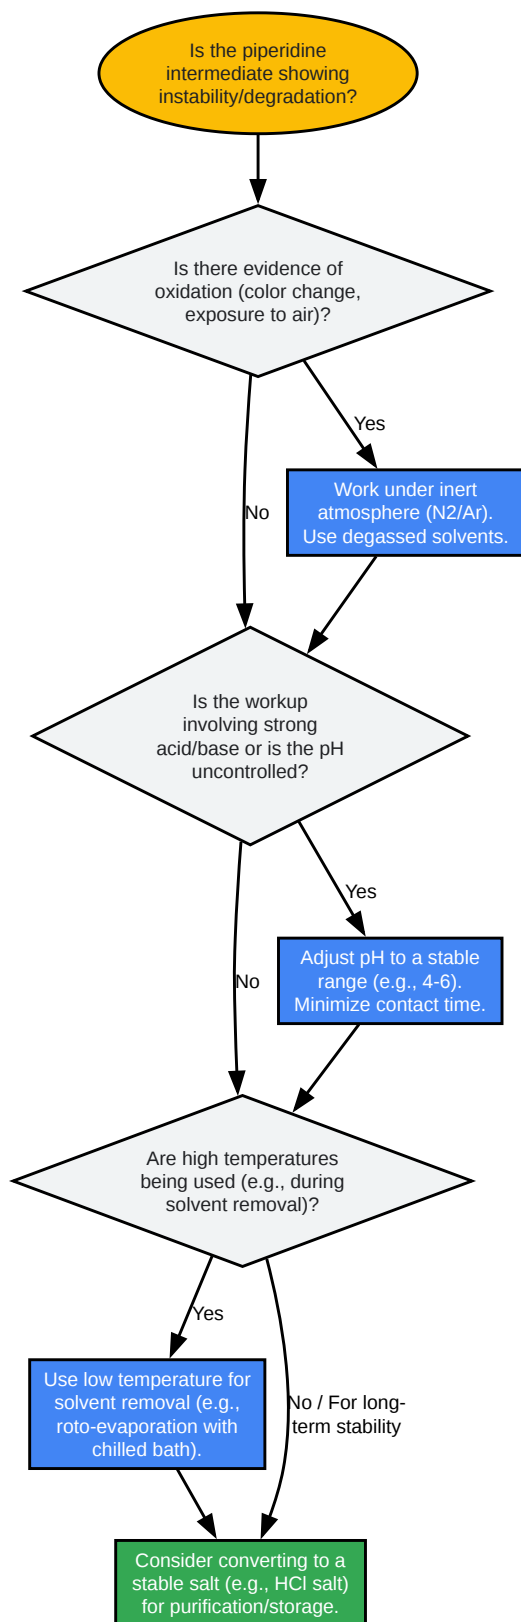 Is the piperidine
intermediate showing
instability/degradation?
Is there evidence of
oxidation (color change,
exposure to air)?
Yes
Work under inert
atmosphere (N2/Ar).
Use degassed solvents.
No
Is the workup
involving strong
acid/base or is the pH
uncontrolled?
Yes
Adjust pH to a stable
range (e.g., 4-6).
Minimize contact time.
No
Are high temperatures
being used (e.g., during
solvent removal)?
Yes
Use low temperature for
solvent removal (e.g.,
roto-evaporation with
chilled bath).
No / For long-
term stability
Consider converting to a
stable salt (e.g., HCl salt)
for purification/storage.